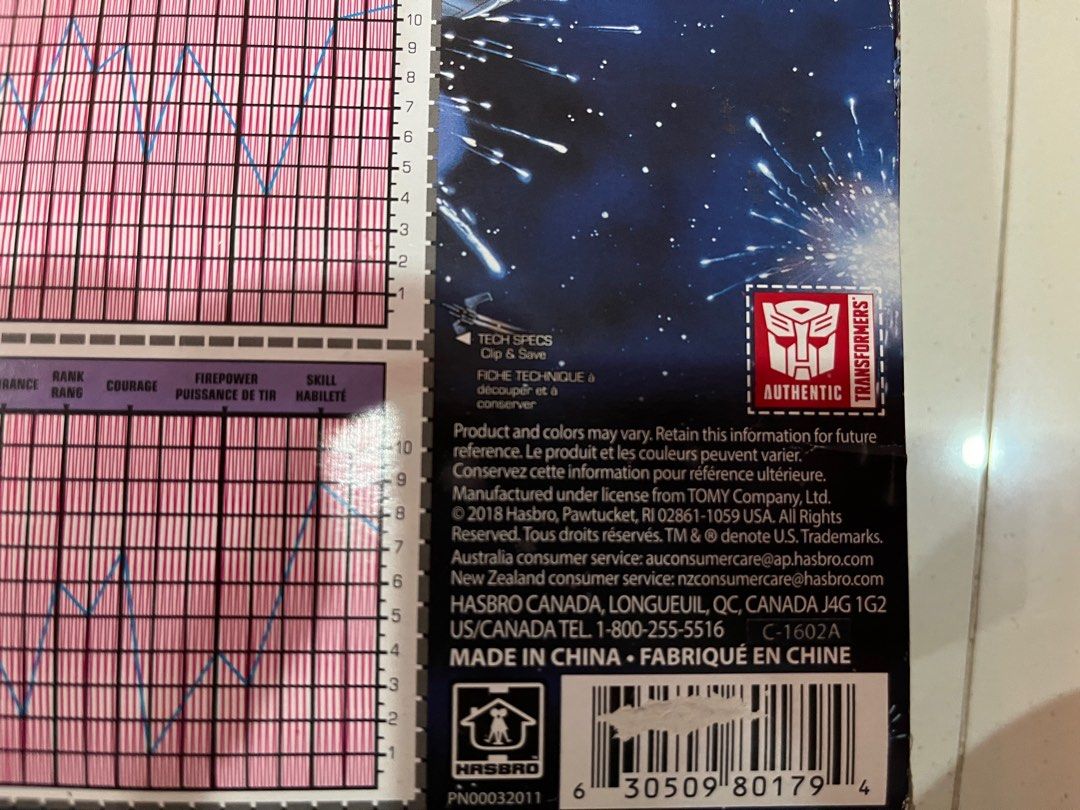 10
9
8
7
6
5
4
3
2
1
TECH SPECS
Clip & Save
FICHE TECHNIQUE à
découper et à
conserver
AUTHENTIC
TRANSFORMERS
RANK COURAGE FIREPOWER SKILL
RANG PUISSANCE DE TIR HABILETÉ
10
9
8
7
6
5
4
3
2
1
Product and colors may vary. Retain this information for future
reference. Le produit et les couleurs peuvent varier.
Conservez cette information pour référence ultérieure.
Manufactured under license from TOMY Company, Ltd.
© 2018 Hasbro, Pawtucket, RI 02861-1059 USA. All Rights
Reserved. Tous droits réservés. TM & ® denote U.S. Trademarks.
Australia consumer service: auconsumercare@ap.hasbro.com
New Zealand consumer service: nzconsumercare@hasbro.com
HASBRO CANADA, LONGUEUIL, QC, CANADA J4G 1G2
US/CANADA TEL. 1-800-255-5516 C-1602A
MADE IN CHINA • FABRIQUÉ EN CHINE
HASBRO
PN00032011
6 30509 80179 4